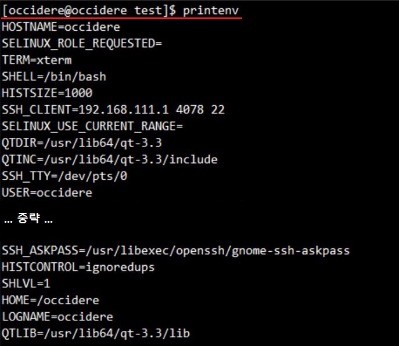 [occidere@occidere test]$ printenv
HOSTNAME=occidere
SELINUX_ROLE_REQUESTED=
TERM=xterm
SHELL=/bin/bash
HISTSIZE=1000
SSH_CLIENT=192.168.111.1 4078 22
SELINUX_USE_CURRENT_RANGE=
QTDIR=/usr/lib64/qt-3.3
QTINC=/usr/lib64/qt-3.3/include
SSH_TTY=/dev/pts/0
USER=occidere
... 중략 ...
SSH_ASKPASS=/usr/libexec/openssh/gnome-ssh-askpass
HISTCONTROL=ignoredups
SHLVL=1
HOME=/occidere
LOGNAME=occidere
QTLIB=/usr/lib64/qt-3.3/lib